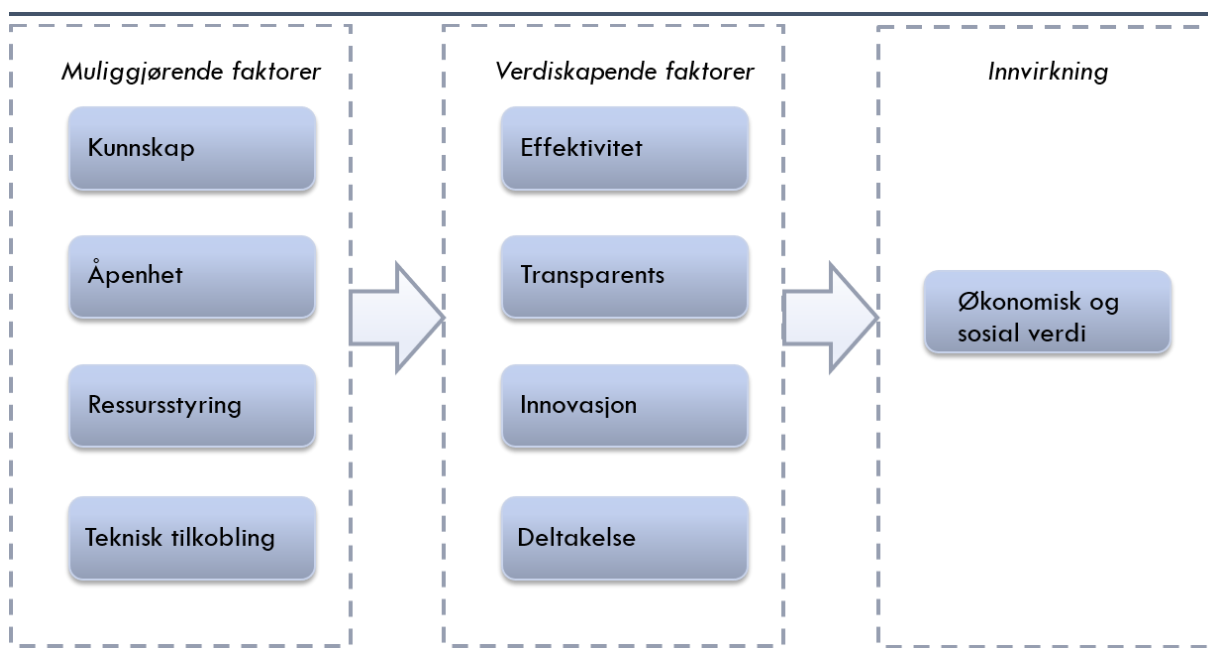 Muliggjørende faktorer
Kunnskap
Åpenhet
Ressursstyring
Teknisk tilkobling
Verdiskapende faktorer
Effektivitet
Transparents
Innovasjon
Deltakelse
Innvirkning
Økonomisk og
sosial verdi